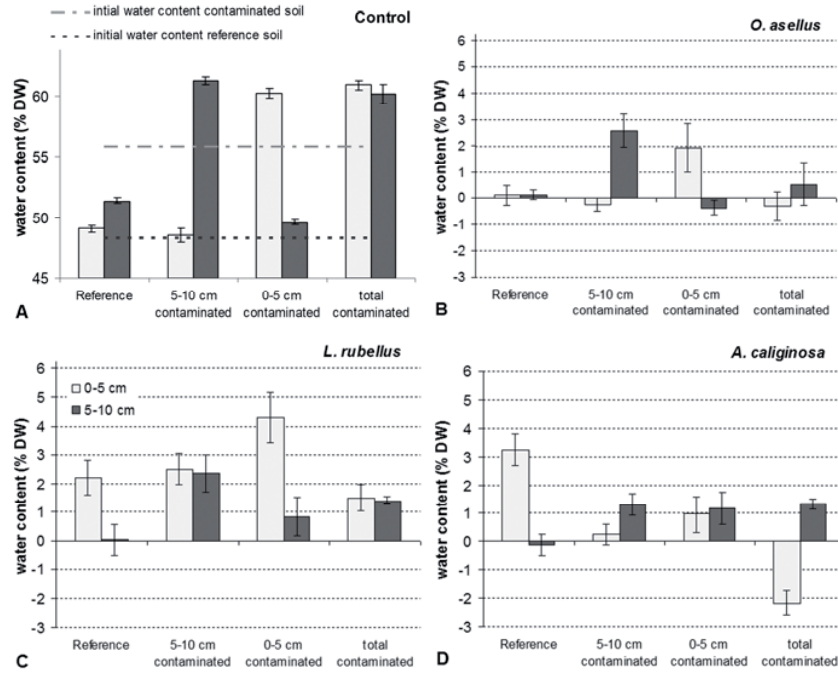 intial water content contaminated soil
initial water content reference soil
Control
water content (% DW)
60
55
50
45
Reference
5-10 cm
contaminated
0-5 cm
contaminated
total
contaminated
A
O. asellus
water content (% DW)
6
5
4
3
2
1
0
-1
-2
-3
Reference
5-10 cm
contaminated
0-5 cm
contaminated
total
contaminated
B
L. rubellus
0-5 cm
5-10 cm
water content (% DW)
6
5
4
3
2
1
0
-1
-2
-3
Reference
5-10 cm
contaminated
0-5 cm
contaminated
total
contaminated
C
A. caliginosa
water content (% DW)
6
5
4
3
2
1
0
-1
-2
-3
Reference
5-10 cm
contaminated
0-5 cm
contaminated
total
contaminated
D